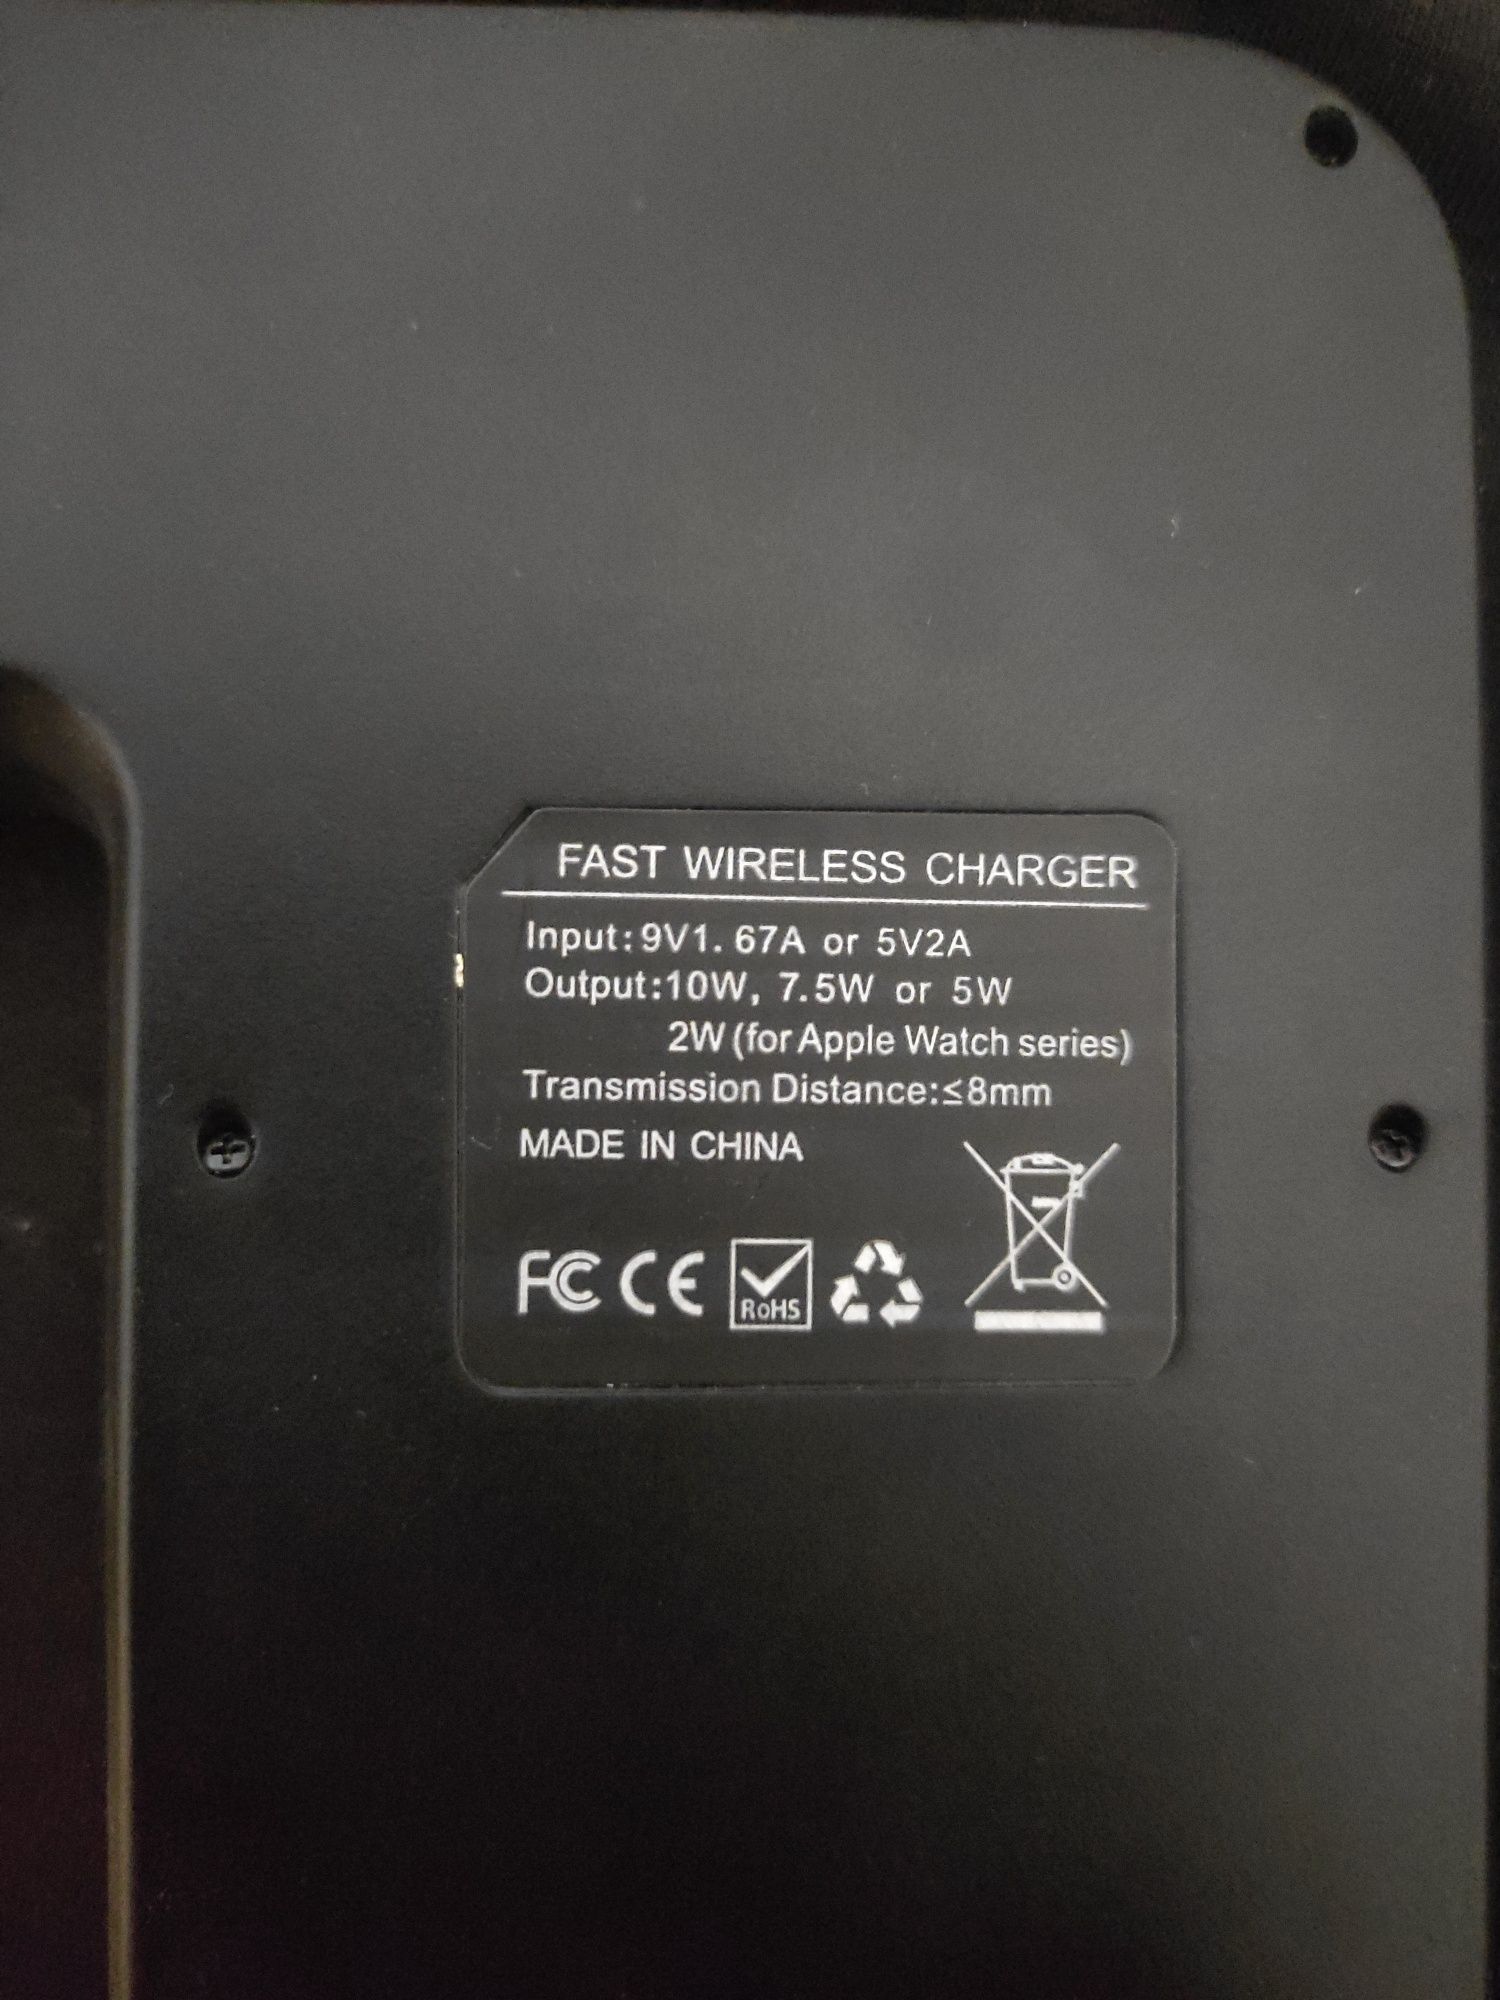 FAST WIRELESS CHARGER
Input:9V1.67A or 5V2A
Output:10W, 7.5W or 5W
2W(for Apple Watch series)
Transmission Distance:≤8mm
MADE IN CHINA
FC CE RoHS